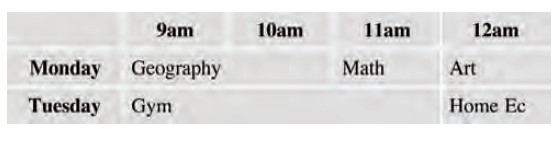 9am 10am 11am 12am
Monday Geography Math Art
Tuesday Gym Home Ec